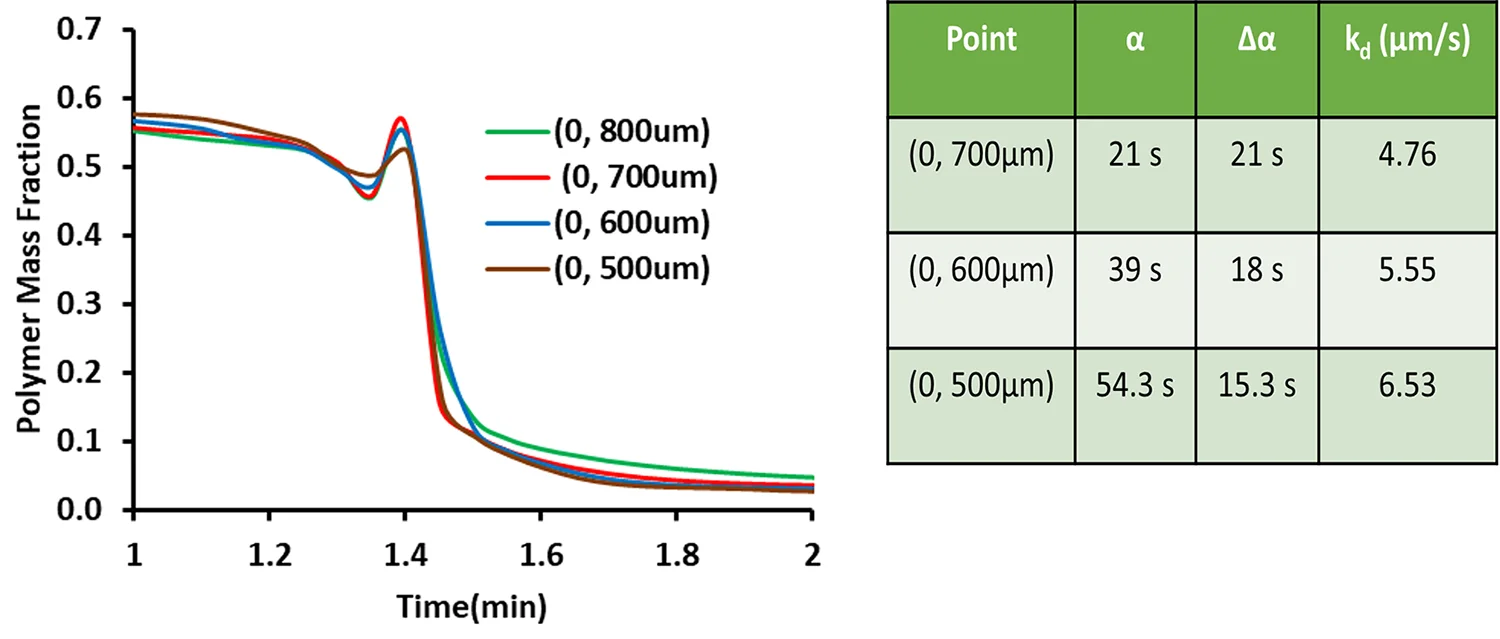 0.7
0.6
0.5
0.4
0.3
0.2
0.1
0.0
Polymer Mass Fraction
1 1.2 1.4 1.6 1.8 2
Time(min)
(0, 800um)
(0, 700um)
(0, 600um)
(0, 500um)
Point α Δα kd (µm/s)
(0, 700µm) 21 s 21 s 4.76
(0, 600µm) 39 s 18 s 5.55
(0, 500µm) 54.3 s 15.3 s 6.53